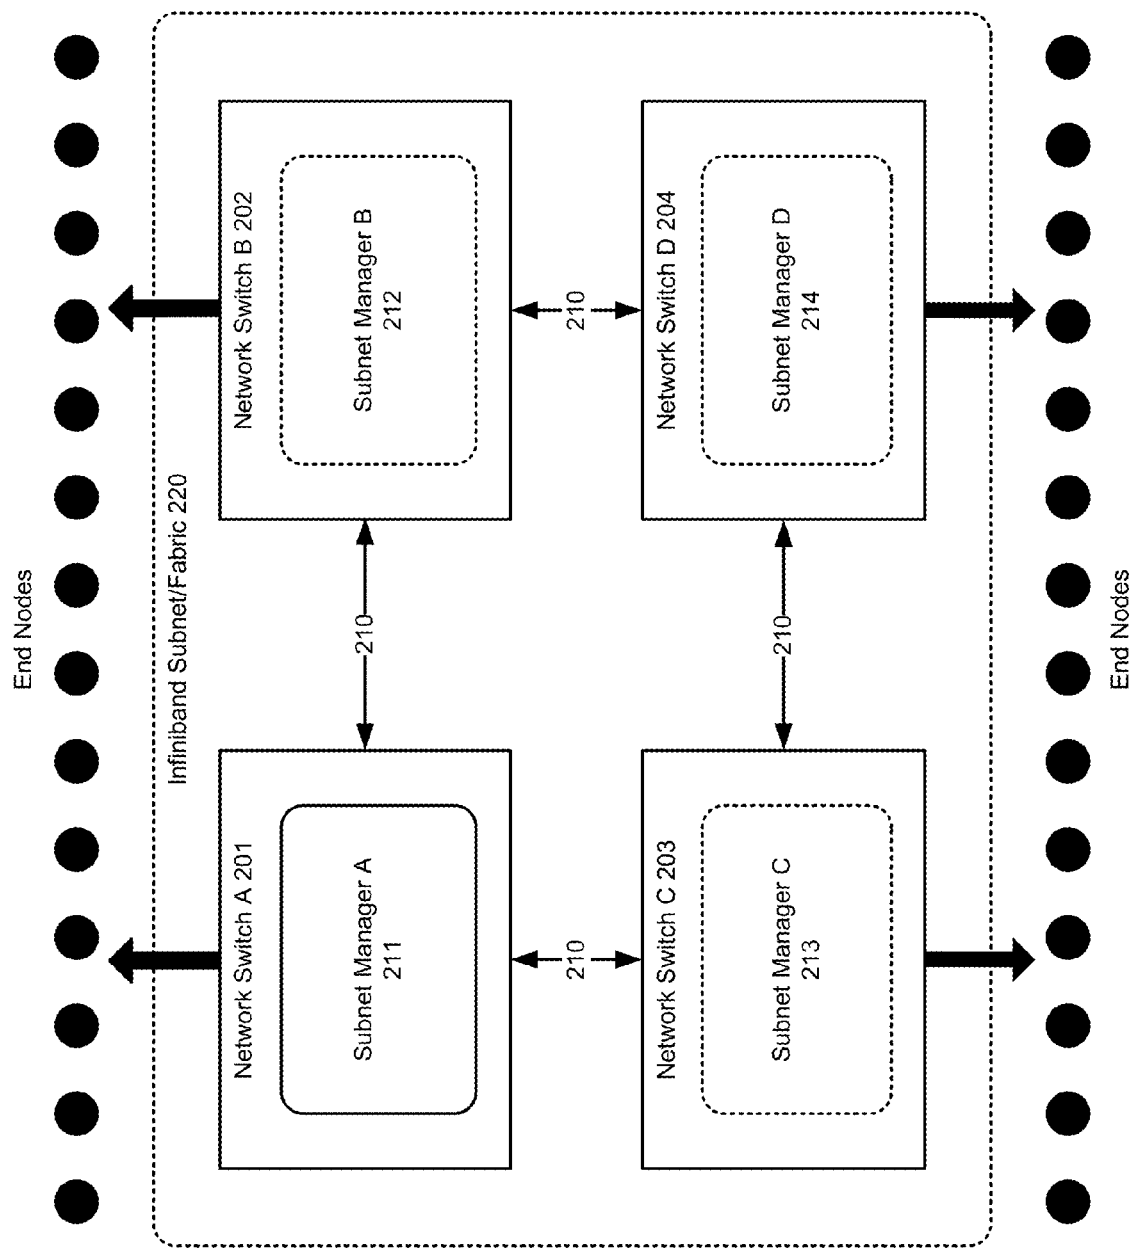 End Nodes
Infiniband Subnet/Fabric 220
Network Switch A 201
Subnet Manager A
211
210
Network Switch B 202
Subnet Manager B
212
210
210
Network Switch C 203
Subnet Manager C
213
210
Network Switch D 204
Subnet Manager D
214
End Nodes